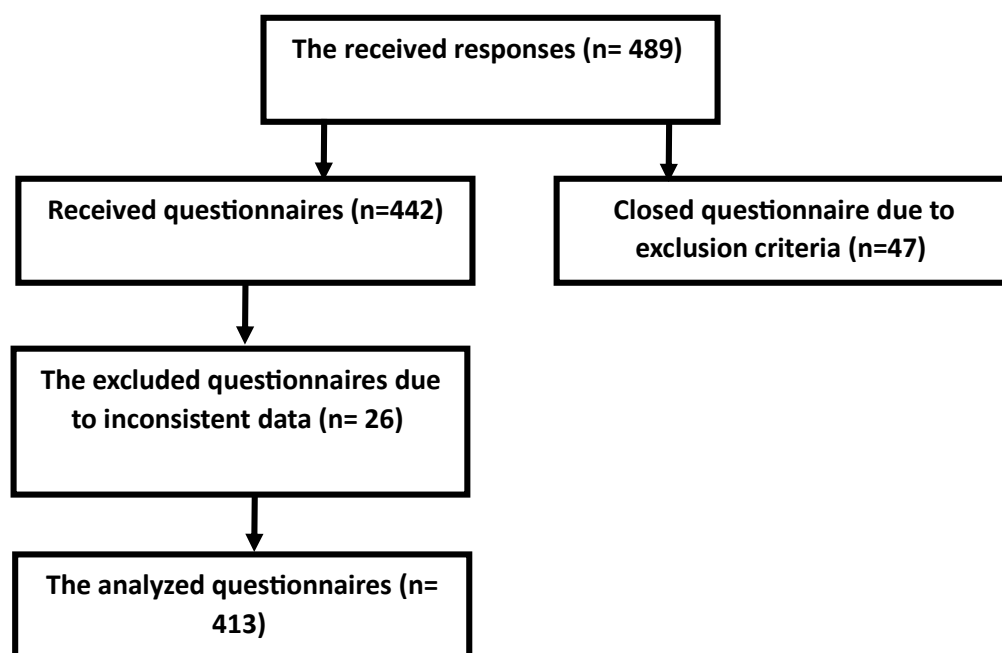 The received responses (n= 489)
Received questionnaires (n=442)
Closed questionnaire due to
exclusion criteria (n=47)
The excluded questionnaires due
to inconsistent data (n= 26)
The analyzed questionnaires (n=
413)